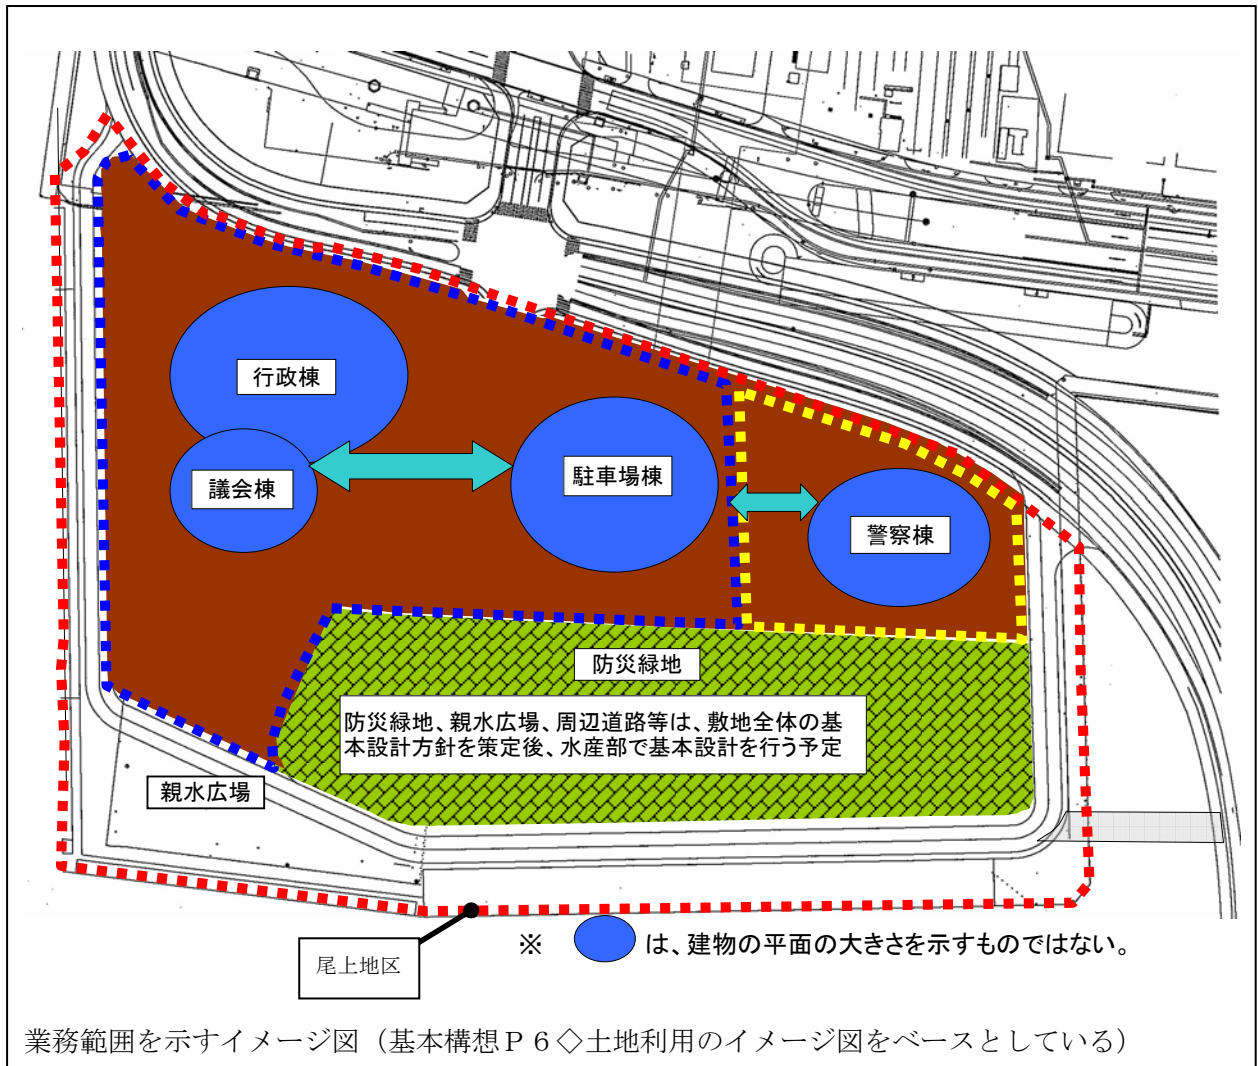 行政棟
議会棟
駐車場棟
警察棟
防災緑地
防災緑地、親水広場、周辺道路等は、敷地全体の基
本設計方針を策定後、水産部で基本設計を行う予定
親水広場
尾上地区
※ は、建物の平面の大きさを示すものではない。
業務範囲を示すイメージ図（基本構想Ｐ６◇土地利用のイメージ図をベースとしている）